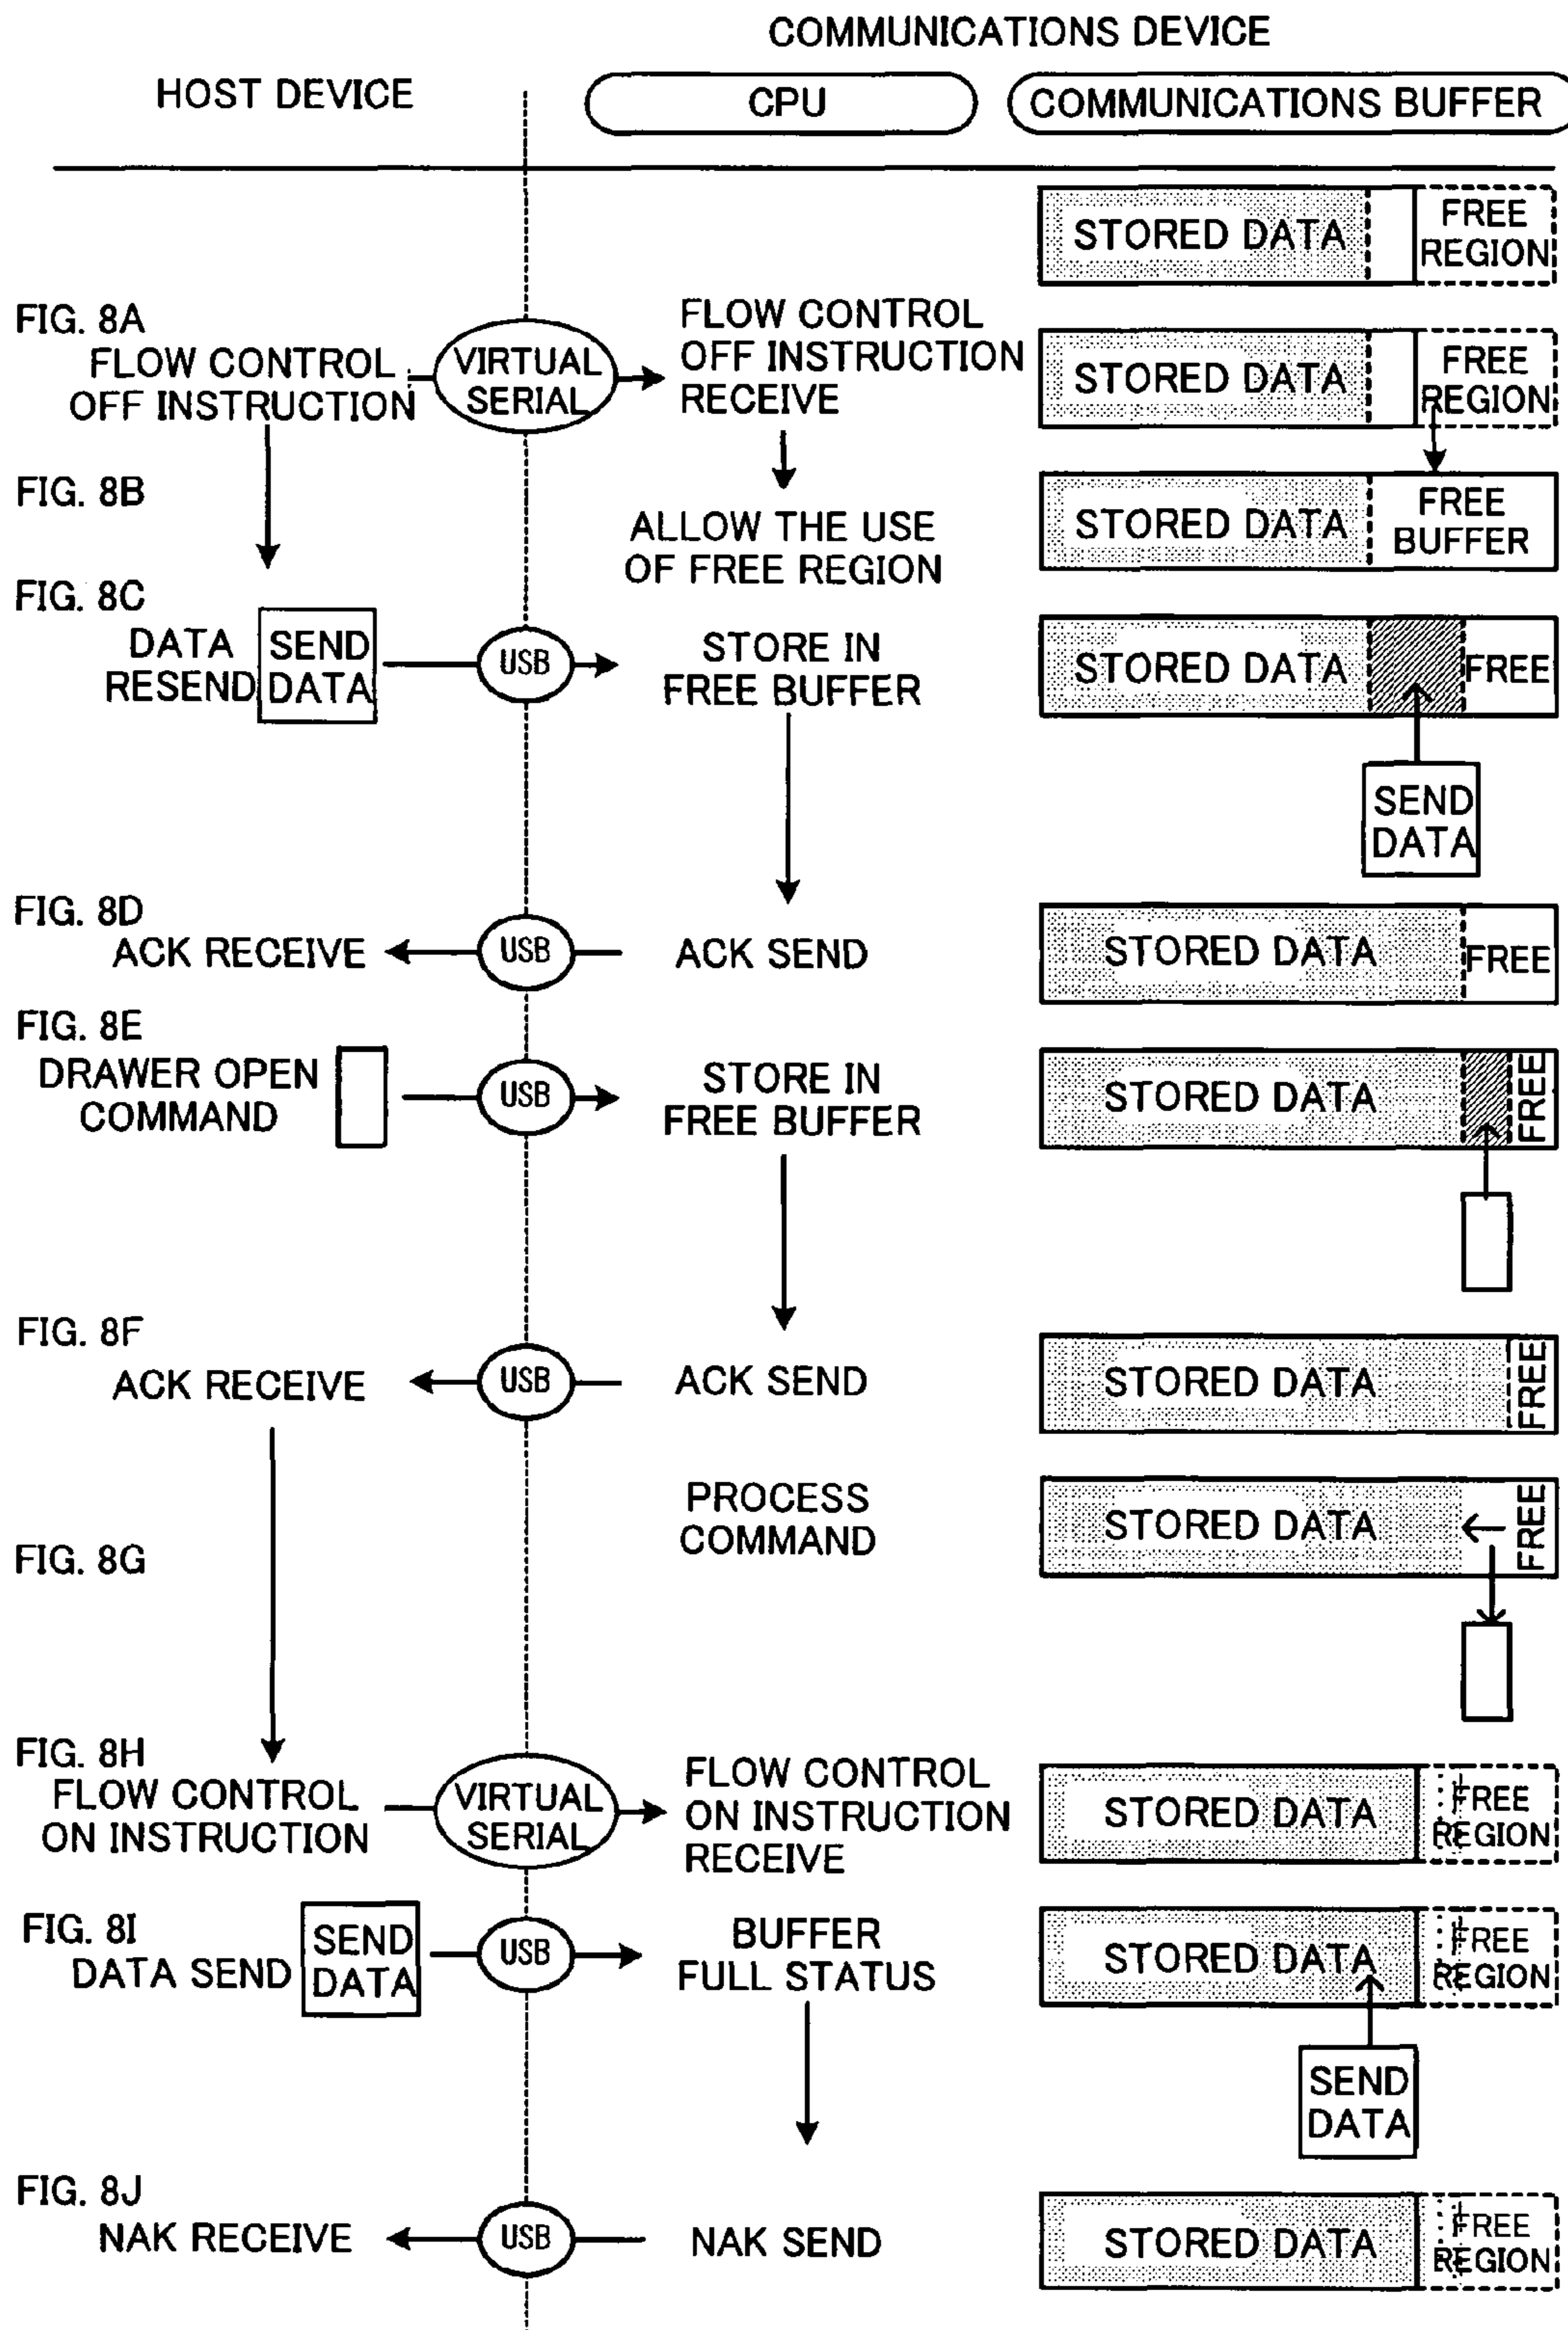 COMMUNICATIONS DEVICE
HOST DEVICE
CPU
COMMUNICATIONS BUFFER
STORED DATA
FREE
REGION
FIG. 8A
FLOW CONTROL
OFF INSTRUCTION
VIRTUAL
SERIAL
FLOW CONTROL
OFF INSTRUCTION
RECEIVE
STORED DATA
FREE
REGION
FIG. 8B
ALLOW THE USE
OF FREE REGION
STORED DATA
FREE
BUFFER
FIG. 8C
DATA
RESEND
SEND
DATA
USB
STORE IN
FREE BUFFER
STORED DATA
FREE
SEND
DATA
FIG. 8D
ACK RECEIVE
USB
ACK SEND
STORED DATA
FREE
FIG. 8E
DRAWER OPEN
COMMAND
USB
STORE IN
FREE BUFFER
STORED DATA
FREE
FIG. 8F
ACK RECEIVE
USB
ACK SEND
STORED DATA
FREE
FIG. 8G
PROCESS
COMMAND
STORED DATA
FREE
FIG. 8H
FLOW CONTROL
ON INSTRUCTION
VIRTUAL
SERIAL
FLOW CONTROL
ON INSTRUCTION
RECEIVE
STORED DATA
FREE
REGION
FIG. 8I
DATA SEND
SEND
DATA
USB
BUFFER
FULL STATUS
STORED DATA
FREE
REGION
SEND
DATA
FIG. 8J
NAK RECEIVE
USB
NAK SEND
STORED DATA
FREE
REGION